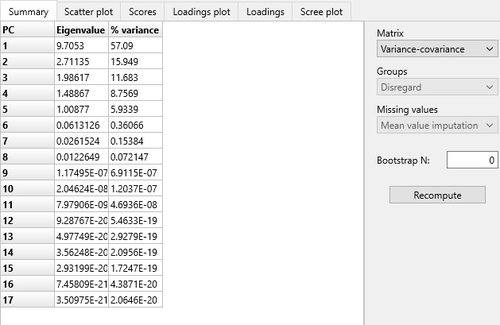 Summary Scatter plot Scores Loadings plot Loadings Scree plot
PC Eigenvalue % variance
1 9.7053 57.09
2 2.71135 15.949
3 1.98617 11.683
4 1.48867 8.7569
5 1.00877 5.9339
6 0.0613126 0.36066
7 0.0261524 0.15384
8 0.0122649 0.072147
9 1.17495E-07 6.9115E-07
10 2.04624E-08 1.2037E-07
11 7.97906E-09 4.6936E-08
12 9.28767E-20 5.4633E-19
13 4.97749E-20 2.9279E-19
14 3.56248E-20 2.0956E-19
15 2.93199E-20 1.7247E-19
16 7.45809E-21 4.3871E-20
17 3.50975E-21 2.0646E-20
Matrix
Variance-covariance
Groups
Disregard
Missing values
Mean value imputation
Bootstrap N: 0
Recompute